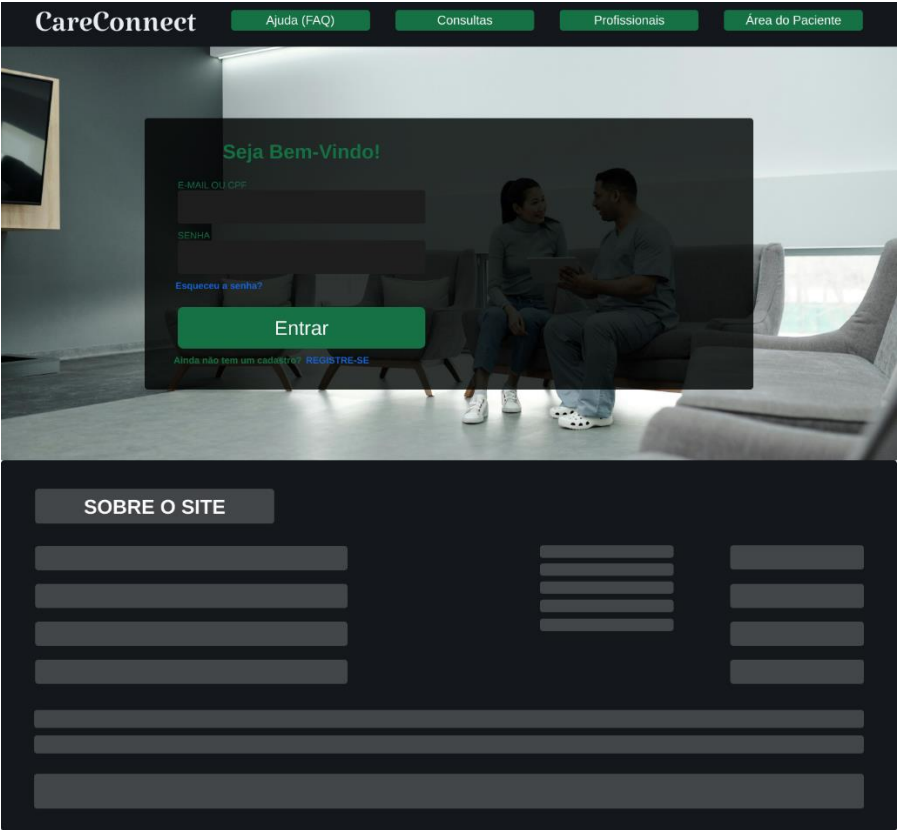 CareConnect
Ajuda (FAQ)
Consultas
Profissionais
Área do Paciente
Seja Bem-Vindo!
E-MAIL OU CPF
SENHA
Esqueceu a senha?
Entrar
Ainda não tem um cadastro? REGISTRE-SE
SOBRE O SITE